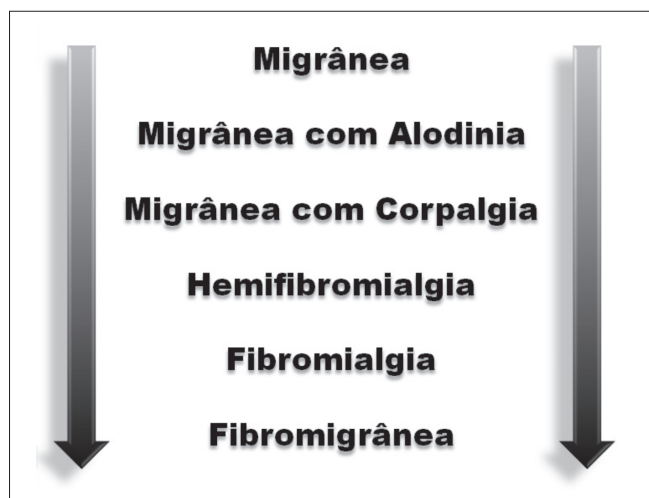 Migrânea
Migrânea com Alodinia
Migrânea com Corpalgia
Hemifibromialgia
Fibromialgia
Fibromigrânea